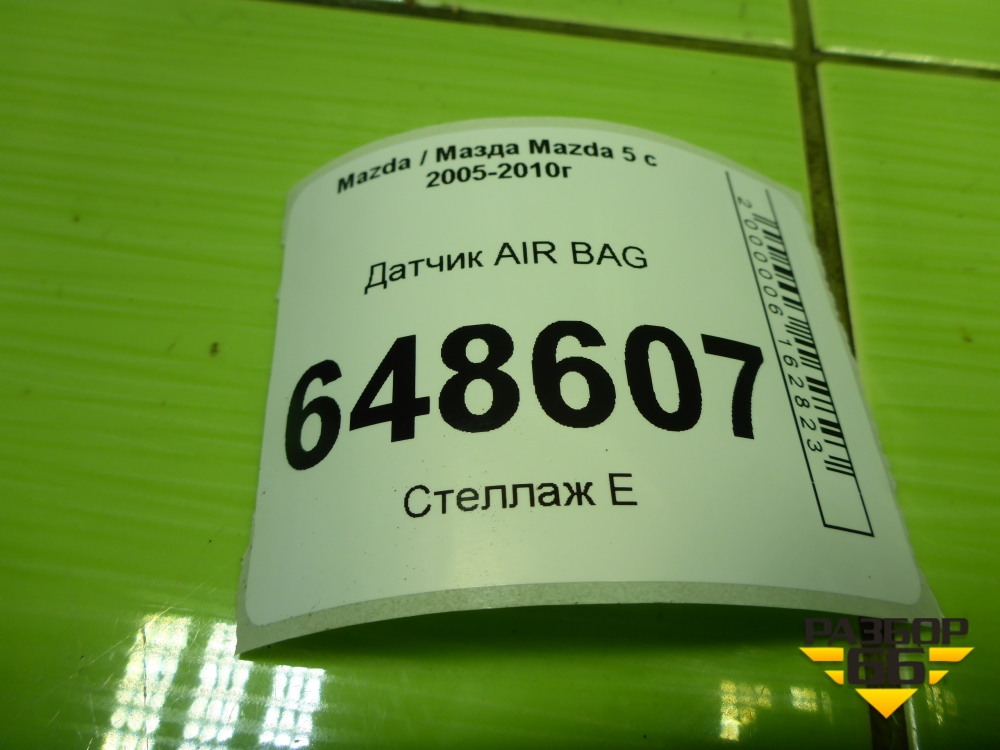 Mazda / Мазда Mazda 5 с
2005-2010г
Датчик AIR BAG
648607
Стеллаж Е
2000006162823
РАЗБОР
66